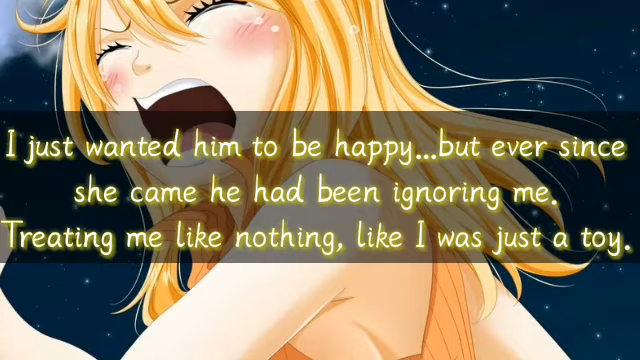 I just wanted him to be happy...but ever since
she came he had been ignoring me.
Treating me like nothing, like I was just a toy.